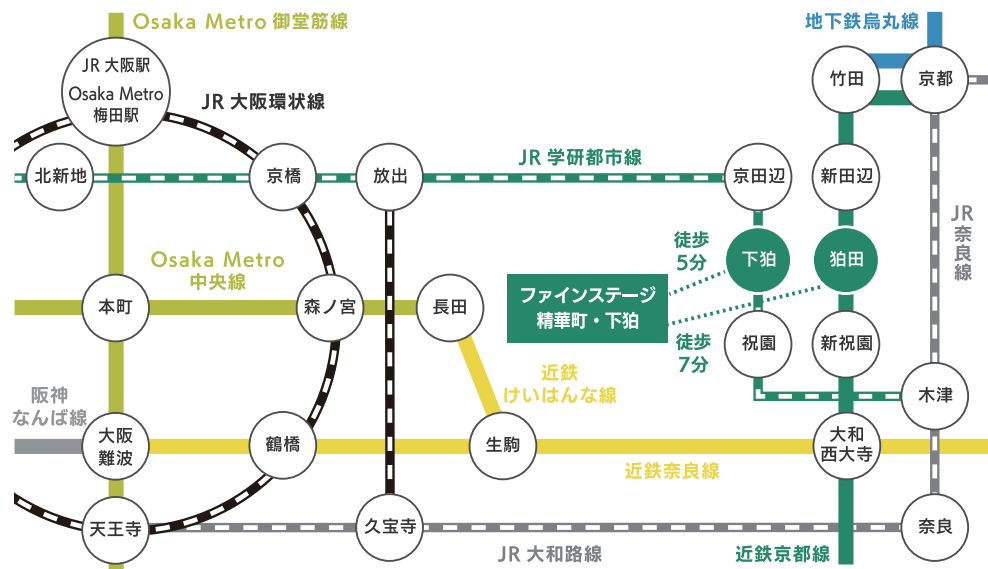 Osaka Metro 御堂筋線
地下鉄烏丸線
JR 大阪駅
Osaka Metro
梅田駅
JR 大阪環状線
竹田
京都
北新地
京橋
放出
JR 学研都市線
京田辺
新田辺
JR
奈良線
Osaka Metro
中央線
徒歩
5分
下狛
狛田
ファインステージ
精華町・下狛
本町
森ノ宮
長田
徒歩
7分
祝園
新祝園
近鉄
けいはんな線
阪神
なんば線
木津
大阪
難波
鶴橋
生駒
大和
西大寺
近鉄奈良線
天王寺
久宝寺
奈良
JR 大和路線
近鉄京都線